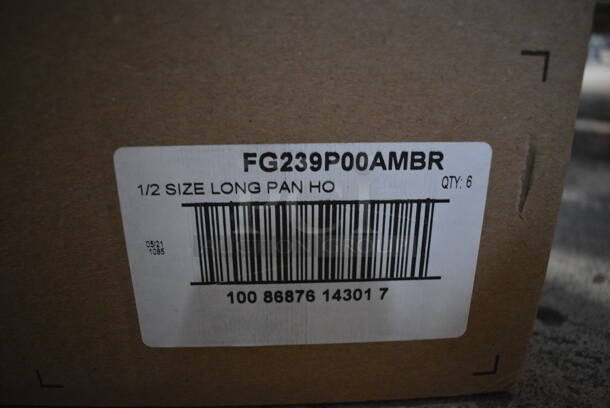 FG239P00AMBR
1/2 SIZE LONG PAN HO QTY: 6
05/21
1085
100 86876 14301 7